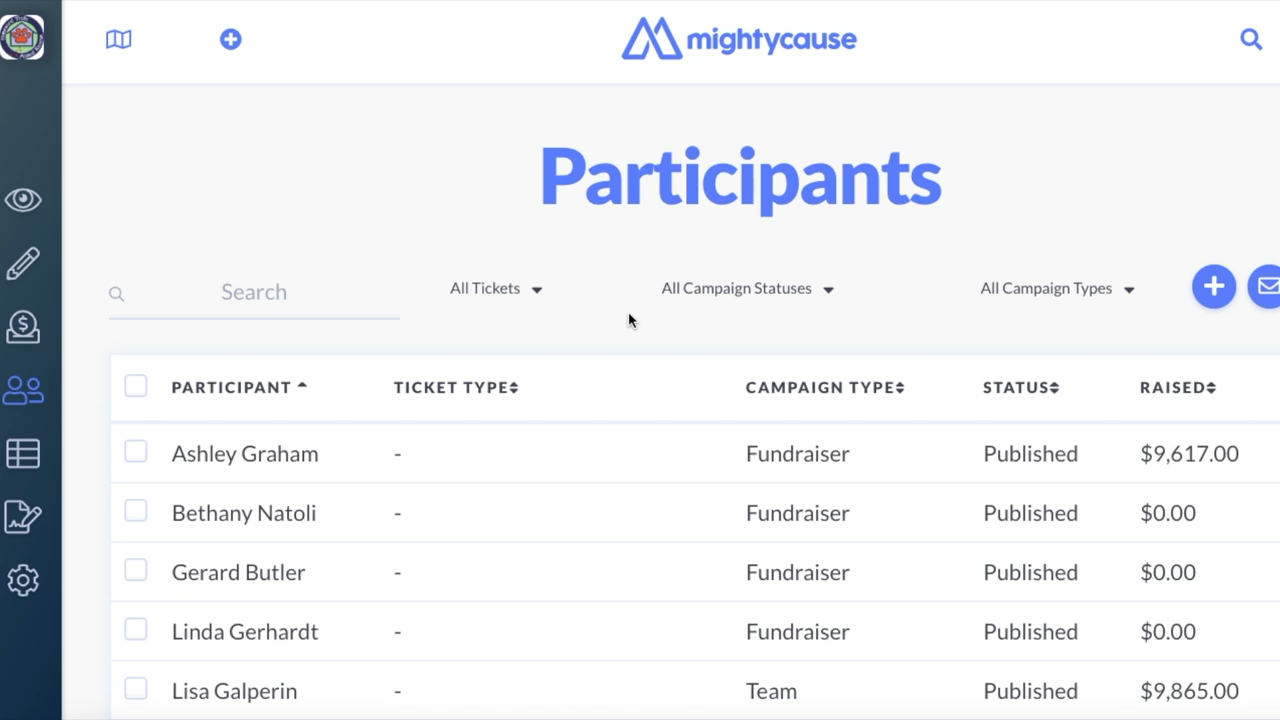 mightycause
Participants
Search All Tickets All Campaign Statuses All Campaign Types
PARTICIPANT TICKET TYPE CAMPAIGN TYPE STATUS RAISED
Ashley Graham - Fundraiser Published $9,617.00
Bethany Natoli - Fundraiser Published $0.00
Gerard Butler - Fundraiser Published $0.00
Linda Gerhardt - Fundraiser Published $0.00
Lisa Galperin - Team Published $9,865.00